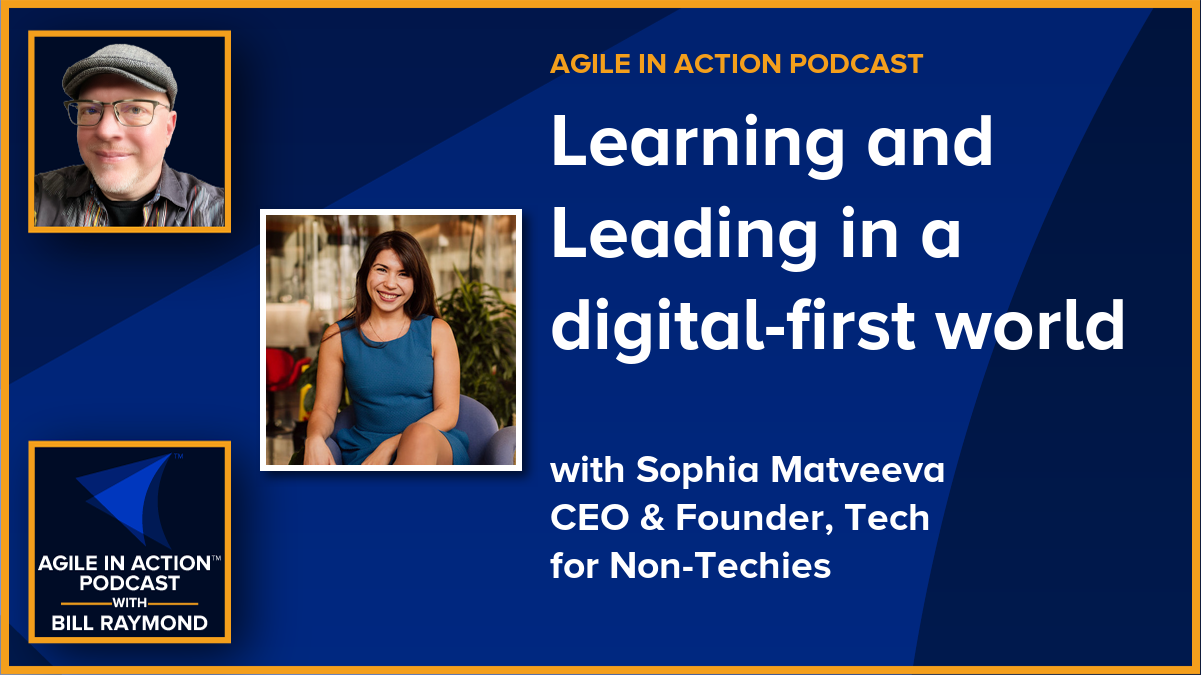 AGILE IN ACTION PODCAST
Learning and
Leading in a
digital-first world
with Sophia Matveeva
CEO & Founder, Tech
for Non-Techies
TM
AGILE IN ACTION™
PODCAST
WITH
BILL RAYMOND